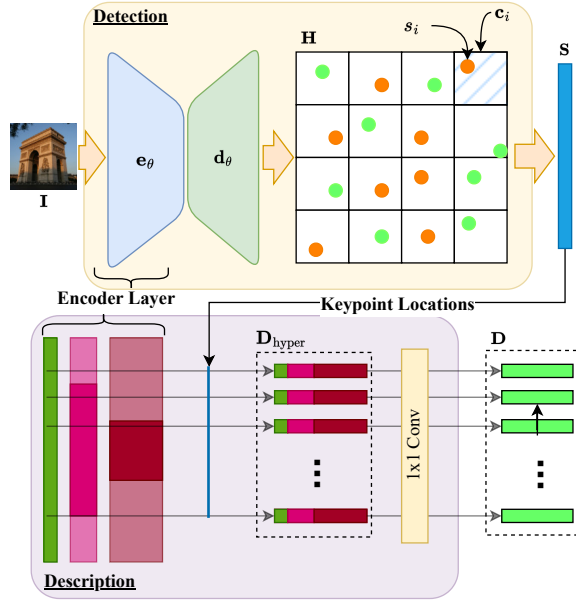 Detection
H
s_i
c_i
S
e_θ
d_θ
I
Encoder Layer
Keypoint Locations
D_hyper
D
1x1 Conv
Description